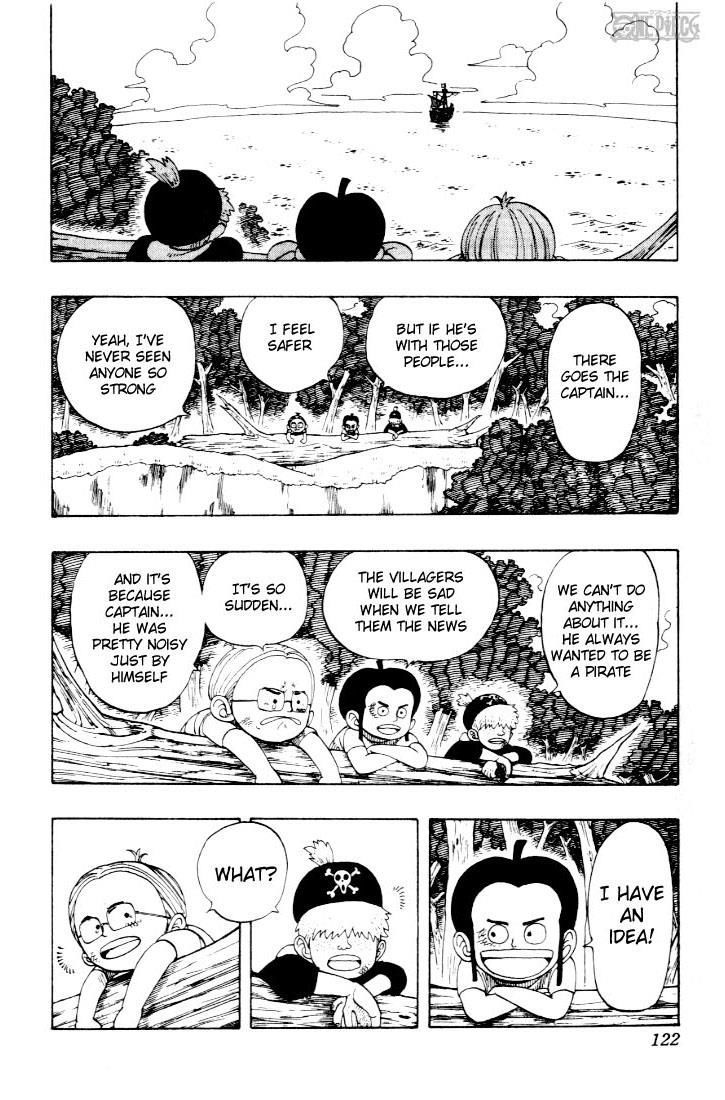 ONE PIECE
THERE
GOES THE
CAPTAIN...
BUT IF HE'S
WITH THOSE
PEOPLE...
I FEEL
SAFER
YEAH, I'VE
NEVER SEEN
ANYONE SO
STRONG
WE CAN'T DO
ANYTHING
ABOUT IT...
HE ALWAYS
WANTED TO BE
A PIRATE
THE VILLAGERS
WILL BE SAD
WHEN WE TELL
THEM THE NEWS
IT'S SO
SUDDEN...
AND IT'S
BECAUSE
CAPTAIN...
HE WAS
PRETTY NOISY
JUST BY
HIMSELF
I HAVE
AN
IDEA!
WHAT?
122